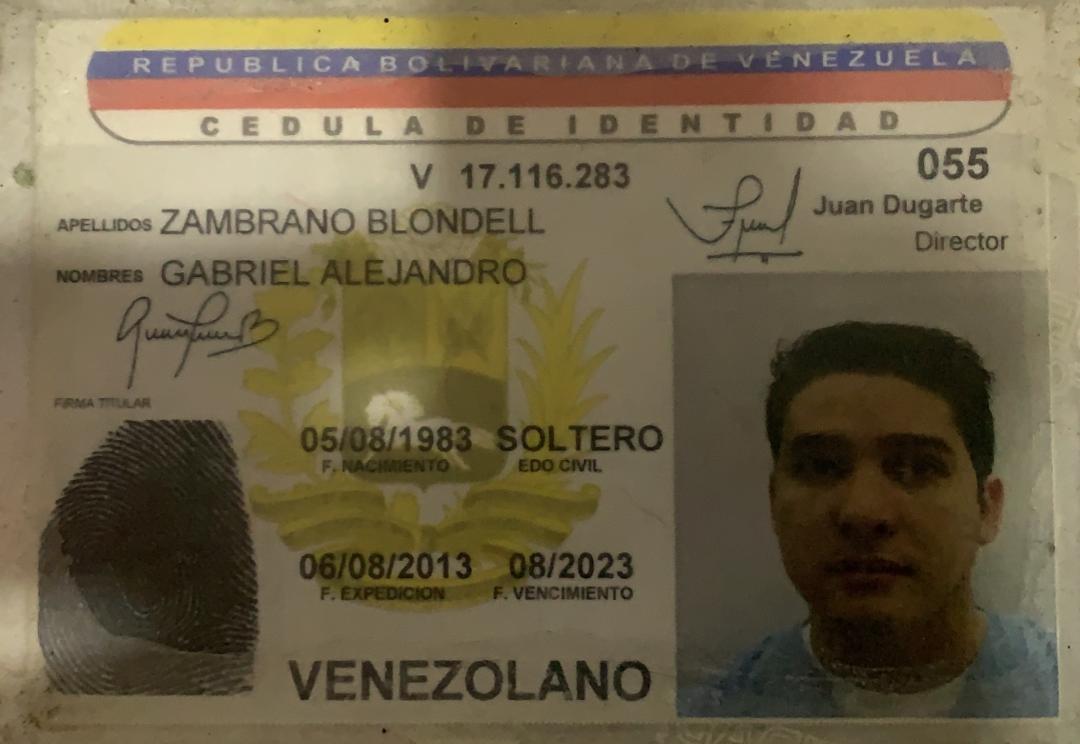 REPUBLICA BOLIVARIANA DE VENEZUELA
CEDULA DE IDENTIDAD
V 17.116.283
055
APELLIDOS ZAMBRANO BLONDELL
Juan Dugarte
Director
NOMBRES GABRIEL ALEJANDRO
FIRMA TITULAR
05/08/1983 SOLTERO
F. NACIMIENTO EDO CIVIL
06/08/2013 08/2023
F. EXPEDICION F. VENCIMIENTO
VENEZOLANO